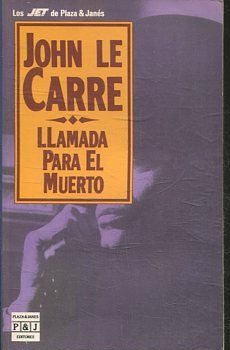 Los JET de Plaza & Janés
JOHN LE
CARRE
LLAMADA
PARA EL
MUERTO
PLAZA & JANES
P&J
EDITORES